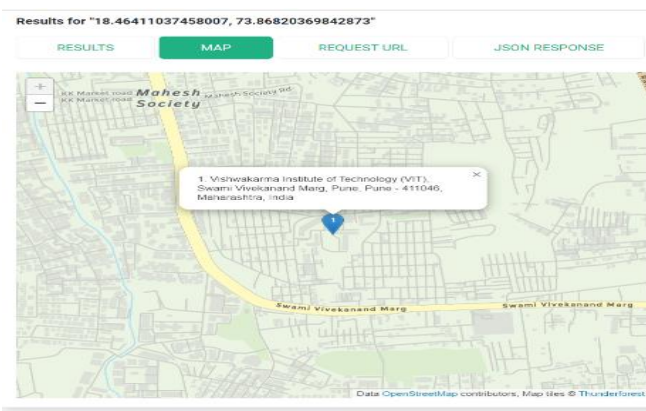 Results for "18.46411037458007, 73.86820369842873"
RESULTS MAP REQUEST URL JSON RESPONSE
+
−
KK Market road Mahesh Mahesh Society Rd
KK Market road Society
×
1. Vishwakarma Institute of Technology (VIT),
Swami Vivekanand Marg, Pune, Pune - 411046,
Maharashtra, India
1
Swami Vivekanand Marg
Swami Vivekanand Marg
Data OpenStreetMap contributors, Map tiles © Thunderforest